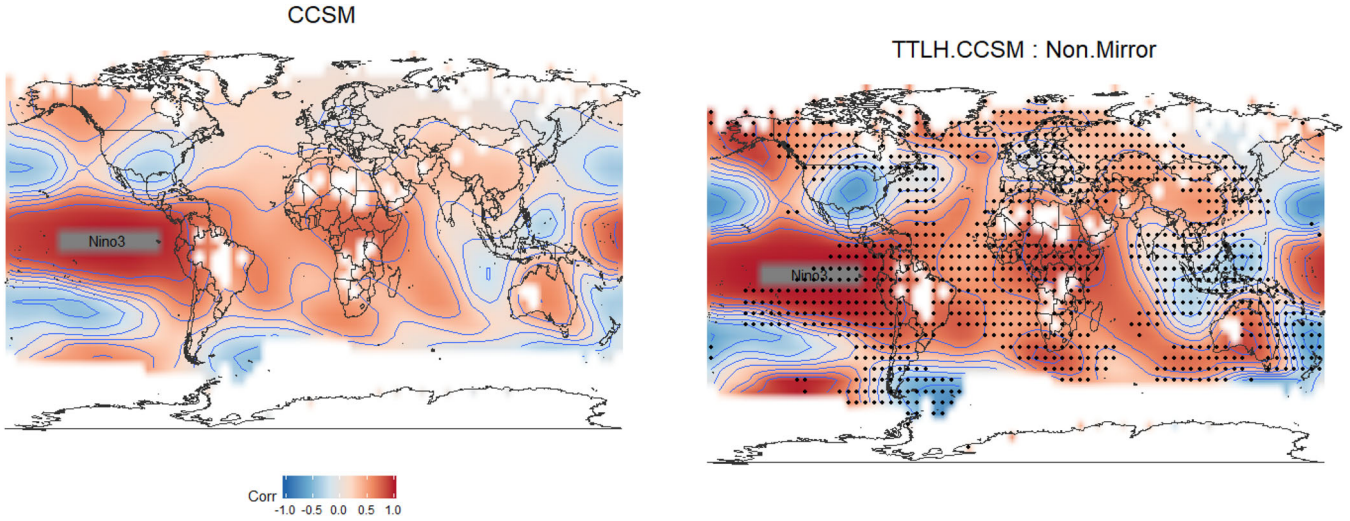 CCSM
TTLH.CCSM : Non.Mirror
Nino3
Nino3
Corr
-1.0 -0.5 0.0 0.5 1.0